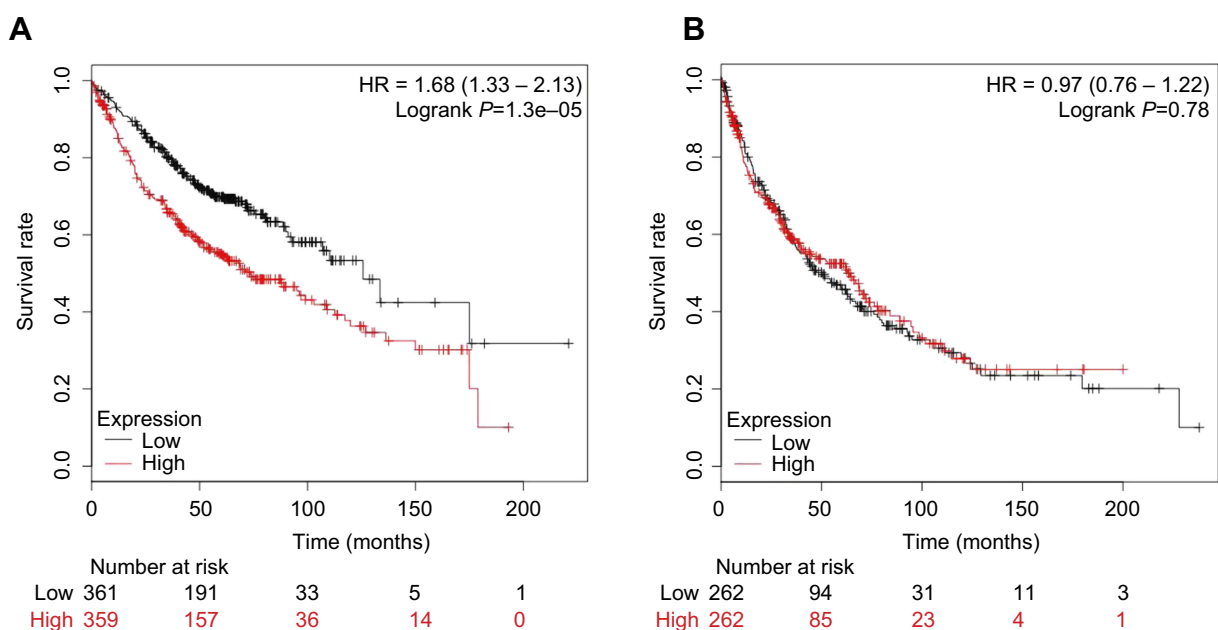 A
HR = 1.68 (1.33 – 2.13)
Logrank P=1.3e–05
Survival rate
1.0
0.8
0.6
0.4
0.2
0.0
Expression
Low
High
0 50 100 150 200
Time (months)
Number at risk
Low 361 191 33 5 1
High 359 157 36 14 0
B
HR = 0.97 (0.76 – 1.22)
Logrank P=0.78
Survival rate
1.0
0.8
0.6
0.4
0.2
0.0
Expression
Low
High
0 50 100 150 200
Time (months)
Number at risk
Low 262 94 31 11 3
High 262 85 23 4 1